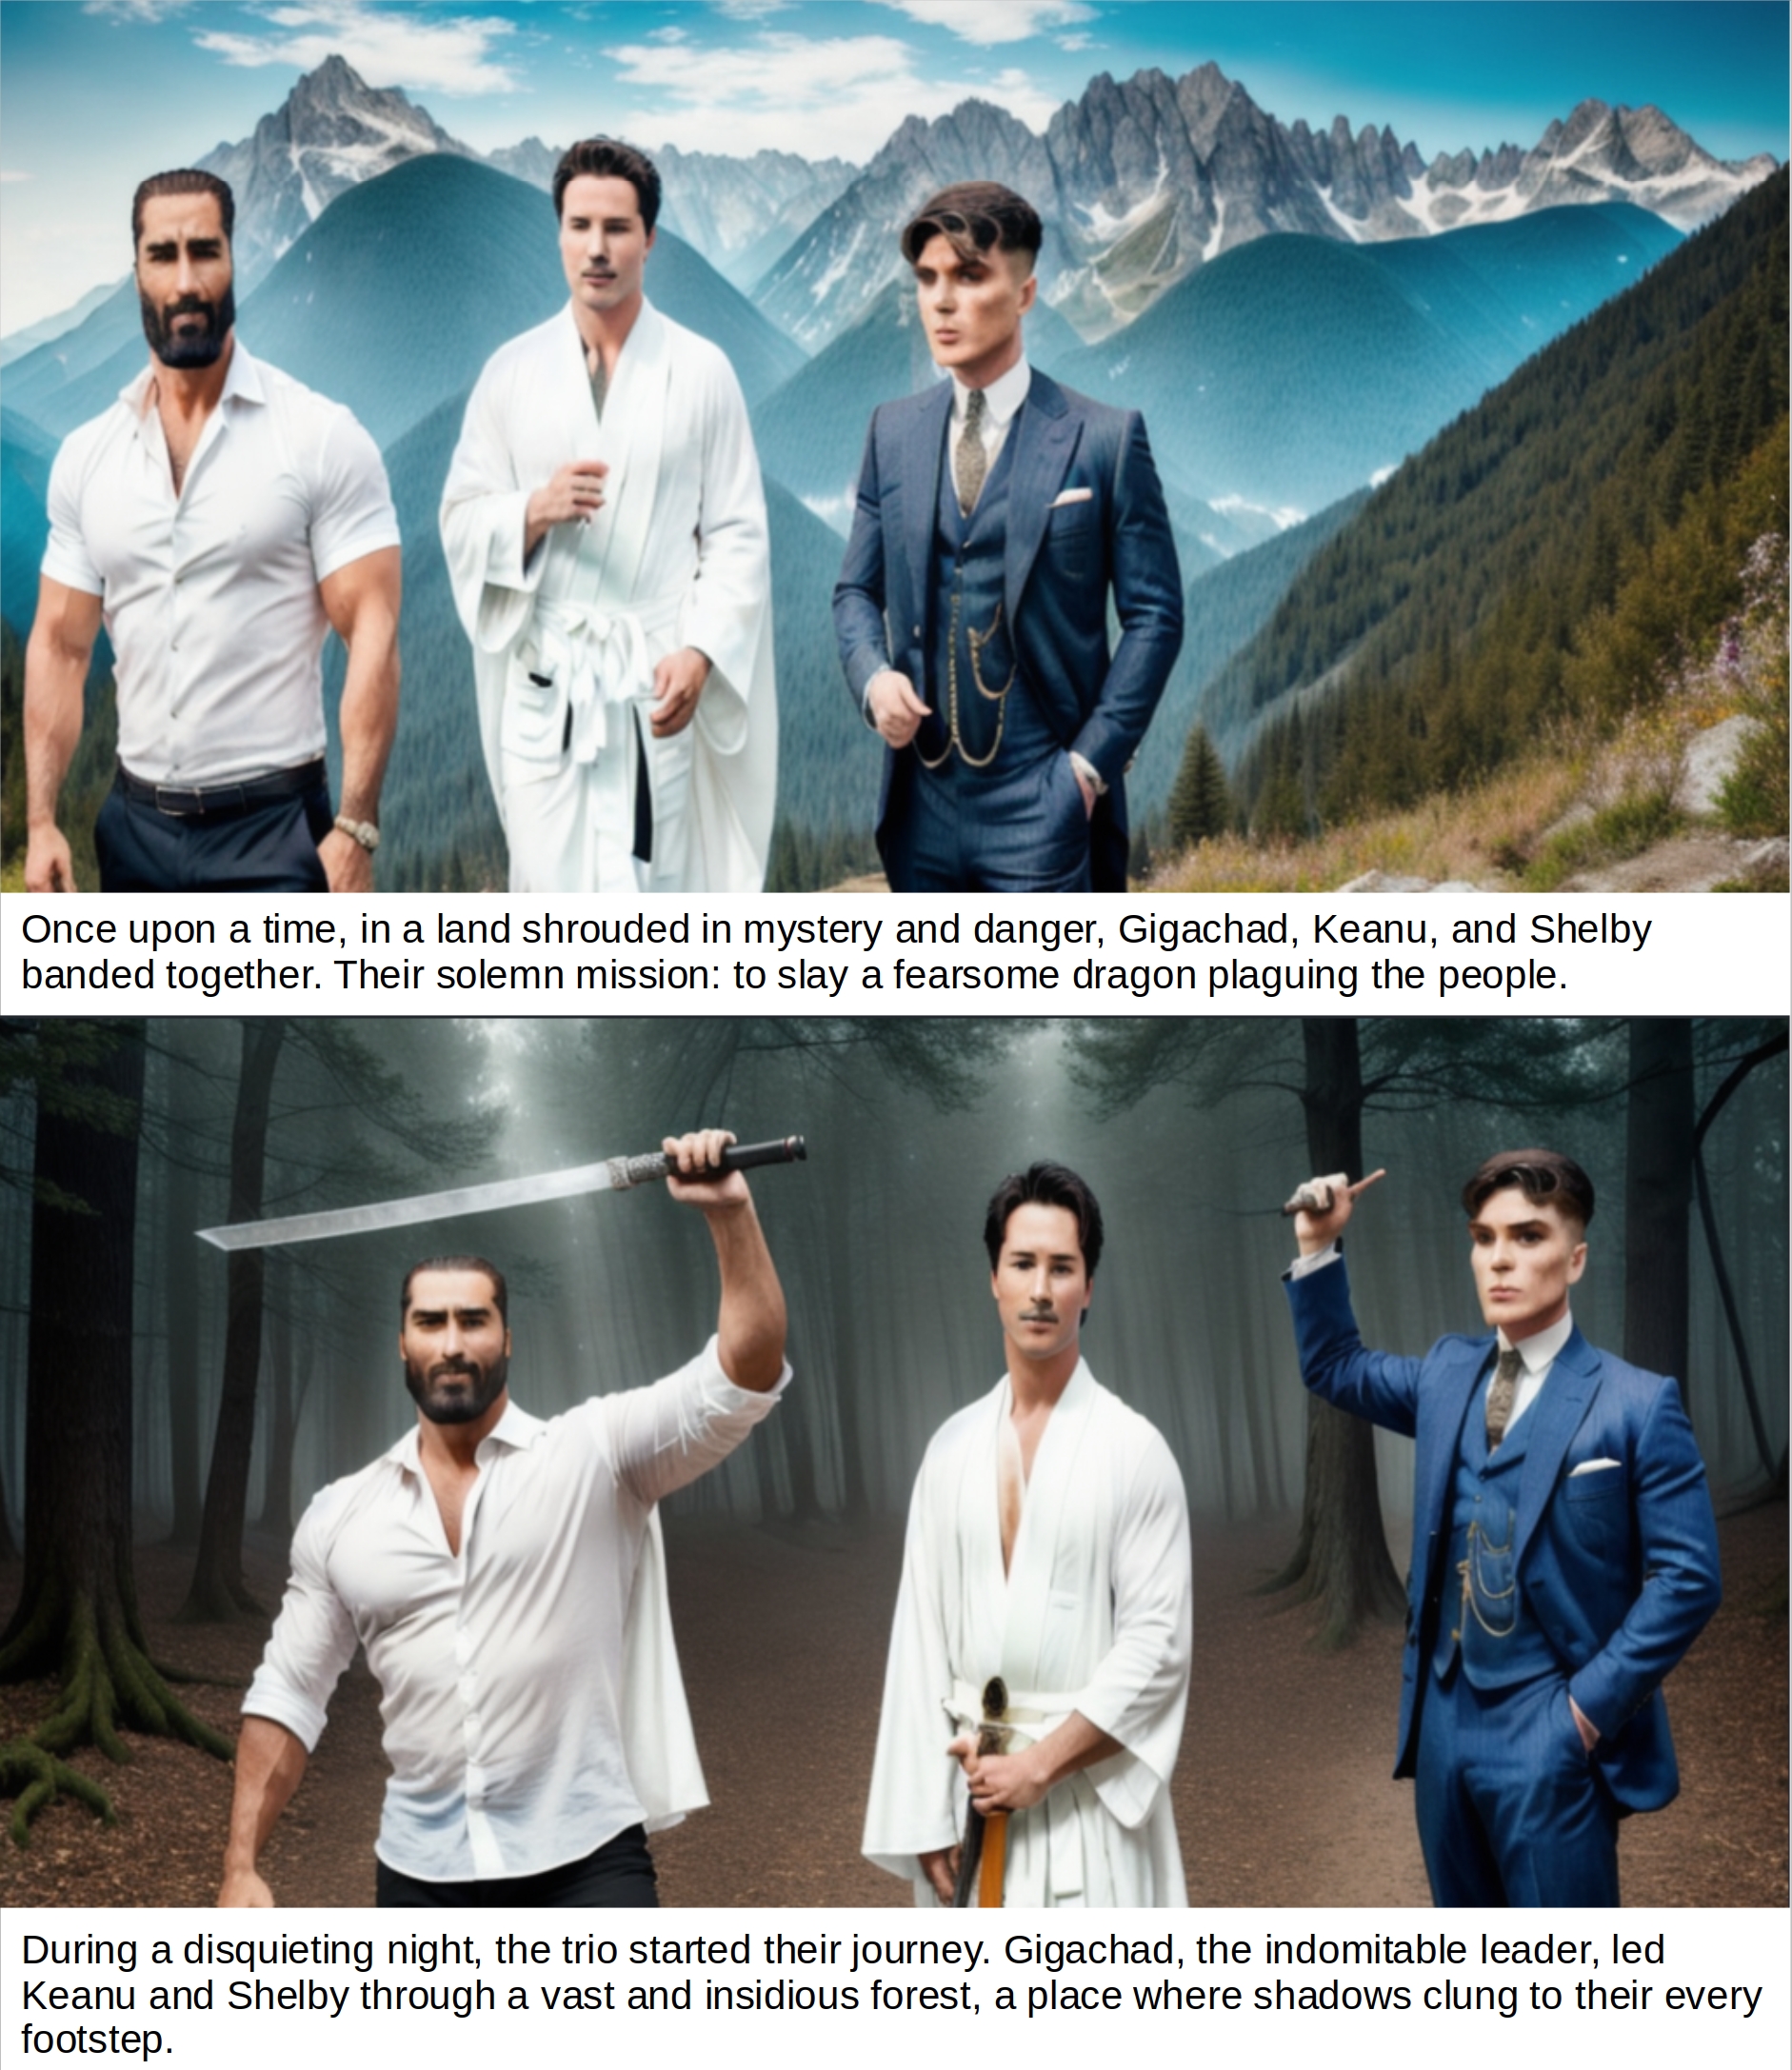 Once upon a time, in a land shrouded in mystery and danger, Gigachad, Keanu, and Shelby
banded together. Their solemn mission: to slay a fearsome dragon plaguing the people.
During a disquieting night, the trio started their journey. Gigachad, the indomitable leader, led
Keanu and Shelby through a vast and insidious forest, a place where shadows clung to their every
footstep.